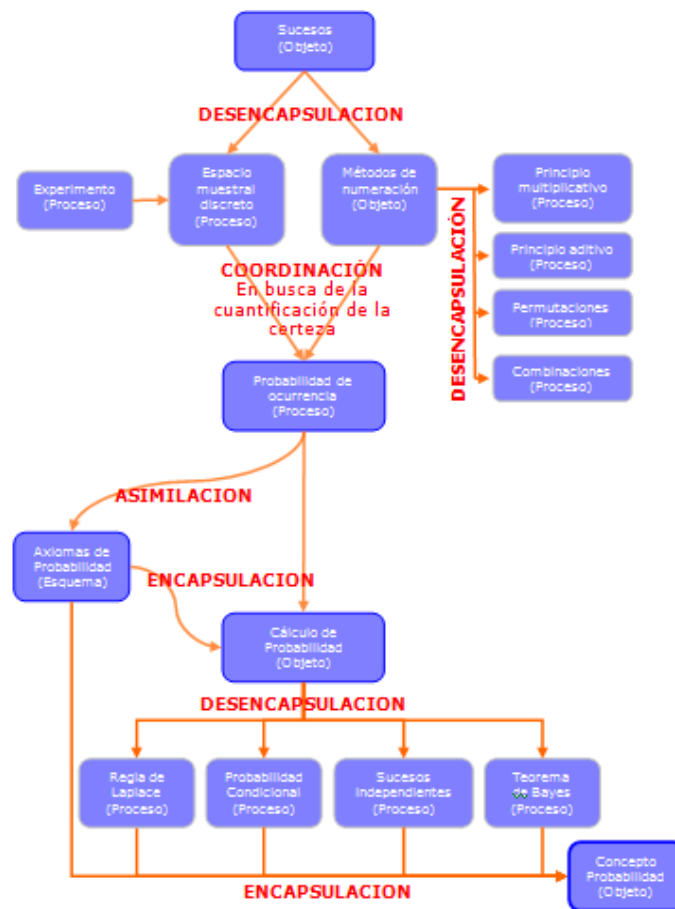 Sucesos
(Objeto)
DESENCAPSULACION
Experimento
(Proceso)
Espacio
muestral
discreto
(Proceso)
Métodos de
numeración
(Objeto)
Principio
multiplicativo
(Proceso)
Principio aditivo
(Proceso)
Permutaciones
(Proceso)
Combinaciones
(Proceso)
DESENCAPSULACIÓN
COORDINACIÓN
En busca de la
cuantificación de la
certeza
Probabilidad de
ocurrencia
(Proceso)
ASIMILACION
Axiomas de
Probabilidad
(Esquema)
ENCAPSULACION
Cálculo de
Probabilidad
(Objeto)
DESENCAPSULACION
Regla de
Laplace
(Proceso)
Probabilidad
Condicional
(Proceso)
Sucesos
Independientes
(Proceso)
Teorema
de Bayes
(Proceso)
Concepto
Probabilidad
(Objeto)
ENCAPSULACION